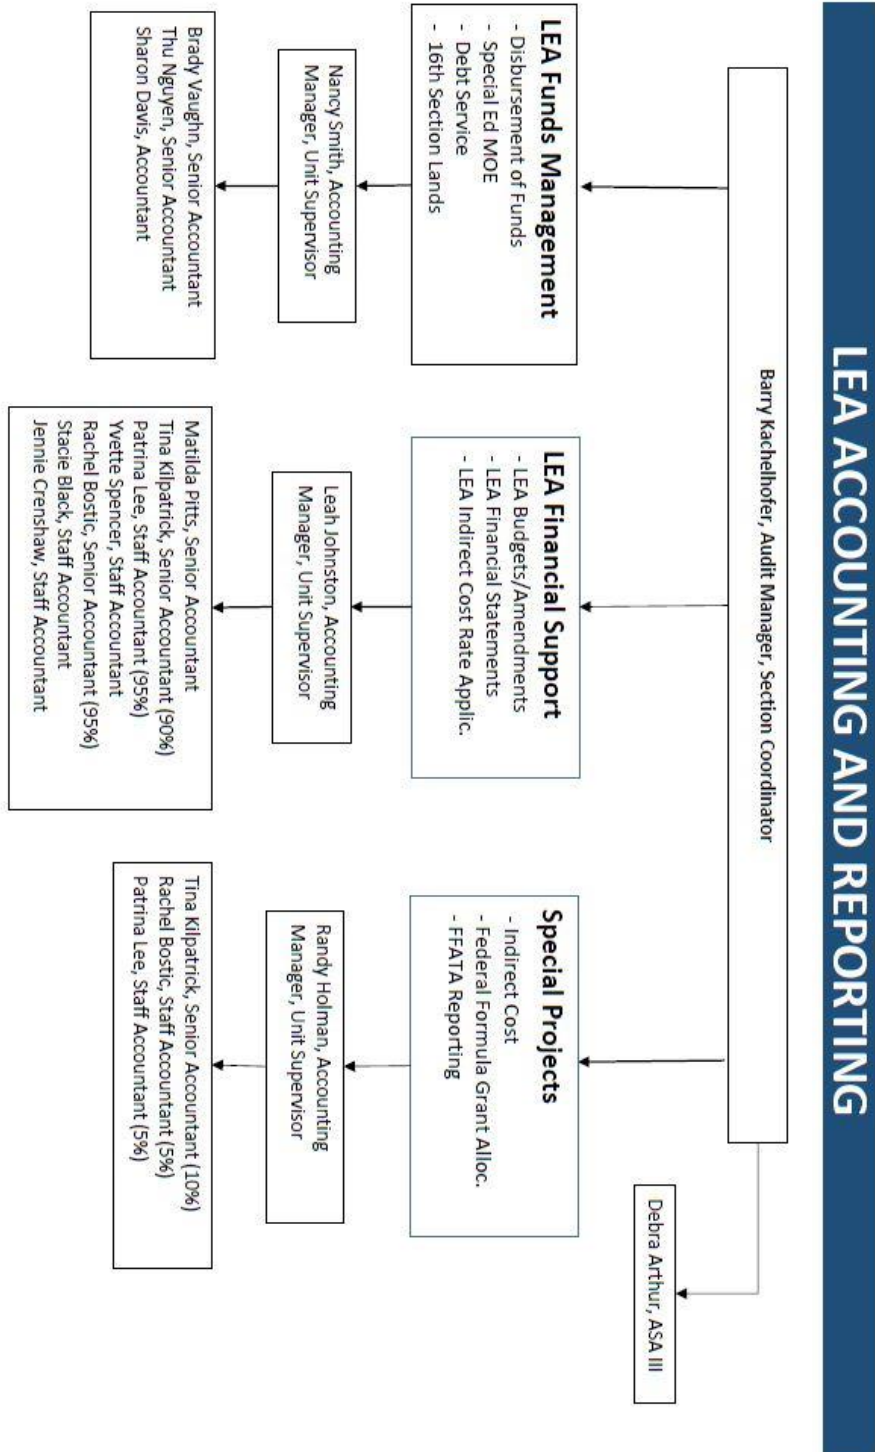 LEA ACCOUNTING AND REPORTING
Barry Kachelhofer, Audit Manager, Section Coordinator
Debra Arthur, ASA III
LEA Funds Management
- Disbursement of Funds
- Special Ed MOE
- Debt Service
- 16th Section Lands
Nancy Smith, Accounting
Manager, Unit Supervisor
Brady Vaughn, Senior Accountant
Thu Nguyen, Senior Accountant
Sharon Davis, Accountant
LEA Financial Support
- LEA Budgets/Amendments
- LEA Financial Statements
- LEA Indirect Cost Rate Applic.
Leah Johnston, Accounting
Manager, Unit Supervisor
Matilda Pitts, Senior Accountant
Tina Kilpatrick, Senior Accountant (90%)
Patrina Lee, Staff Accountant (95%)
Yvette Spencer, Staff Accountant
Rachel Bostic, Senior Accountant (95%)
Stacie Black, Staff Accountant
Jennie Crenshaw, Staff Accountant
Special Projects
- Indirect Cost
- Federal Formula Grant Alloc.
- FFATA Reporting
Randy Holman, Accounting
Manager, Unit Supervisor
Tina Kilpatrick, Senior Accountant (10%)
Rachel Bostic, Staff Accountant (5%)
Patrina Lee, Staff Accountant (5%)